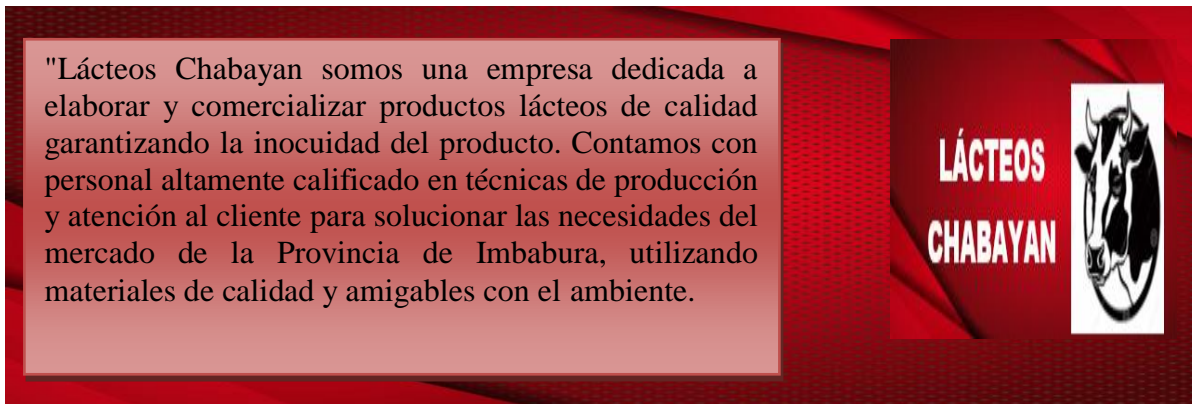 "Lácteos Chabayan somos una empresa dedicada a
elaborar y comercializar productos lácteos de calidad
garantizando la inocuidad del producto. Contamos con
personal altamente calificado en técnicas de producción
y atención al cliente para solucionar las necesidades del
mercado de la Provincia de Imbabura, utilizando
materiales de calidad y amigables con el ambiente.
LÁCTEOS
CHABAYAN